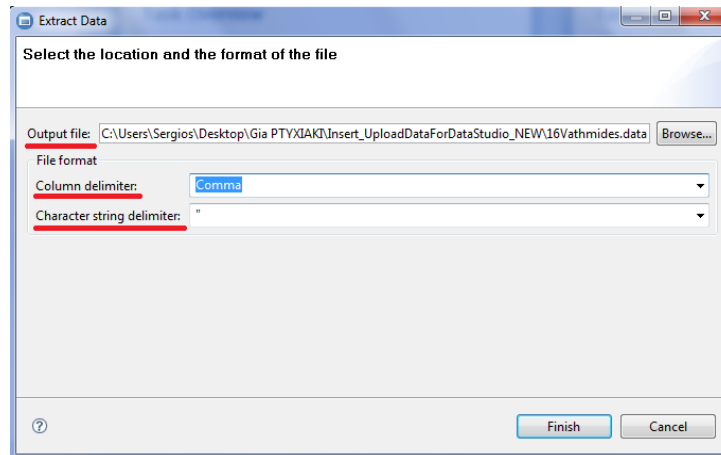 Extract Data
Select the location and the format of the file
Output file: C:\Users\Sergios\Desktop\Gia PTYXIAKI\Insert_UploadDataForDataStudio_NEW\16Vathmides.data Browse...
File format
Column delimiter: Comma
Character string delimiter: "
Finish Cancel